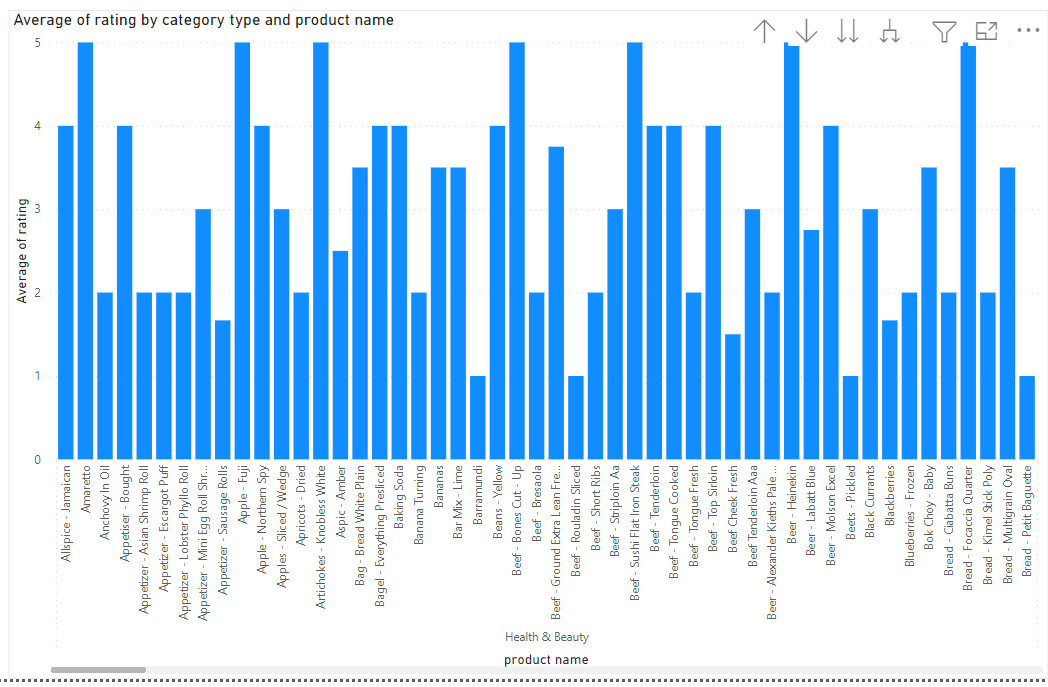 Average of rating by category type and product name
5
4
3
2
1
0
Average of rating
Allspice - Jamaican
Amaretto
Anchovy In Oil
Appetiser - Bought
Appetizer - Asian Shrimp Roll
Appetizer - Escargot Puff
Appetizer - Lobster Phyllo Roll
Appetizer - Mini Egg Roll Shr...
Appetizer - Sausage Rolls
Apple - Fuji
Apple - Northern Spy
Apples - Sliced / Wedge
Apricots - Dried
Artichokes - Knobless White
Aspic - Amber
Bag - Bread White Plain
Bagel - Everything Presliced
Baking Soda
Banana Turning
Bananas
Bar Mix - Lime
Barramundi
Beans - Yellow
Beef - Bones Cut - Up
Beef - Bresaola
Beef - Ground Extra Lean Fre...
Beef - Rouladin Sliced
Beef - Short Ribs
Beef - Striploin Aa
Beef - Sushi Flat Iron Steak
Beef - Tenderloin
Beef - Tongue Cooked
Beef - Tongue Fresh
Beef - Top Sirloin
Beef Cheek Fresh
Beef Tenderloin Aaa
Beer - Alexander Kieths Pale ...
Beer - Heinekin
Beer - Labatt Blue
Beer - Molson Excel
Beets - Pickled
Black Currants
Blackberries
Blueberries - Frozen
Bok Choy - Baby
Bread - Ciabatta Buns
Bread - Focaccia Quarter
Bread - Kimel Stick Poly
Bread - Multigrain Oval
Bread - Petit Baguette
Health & Beauty
product name